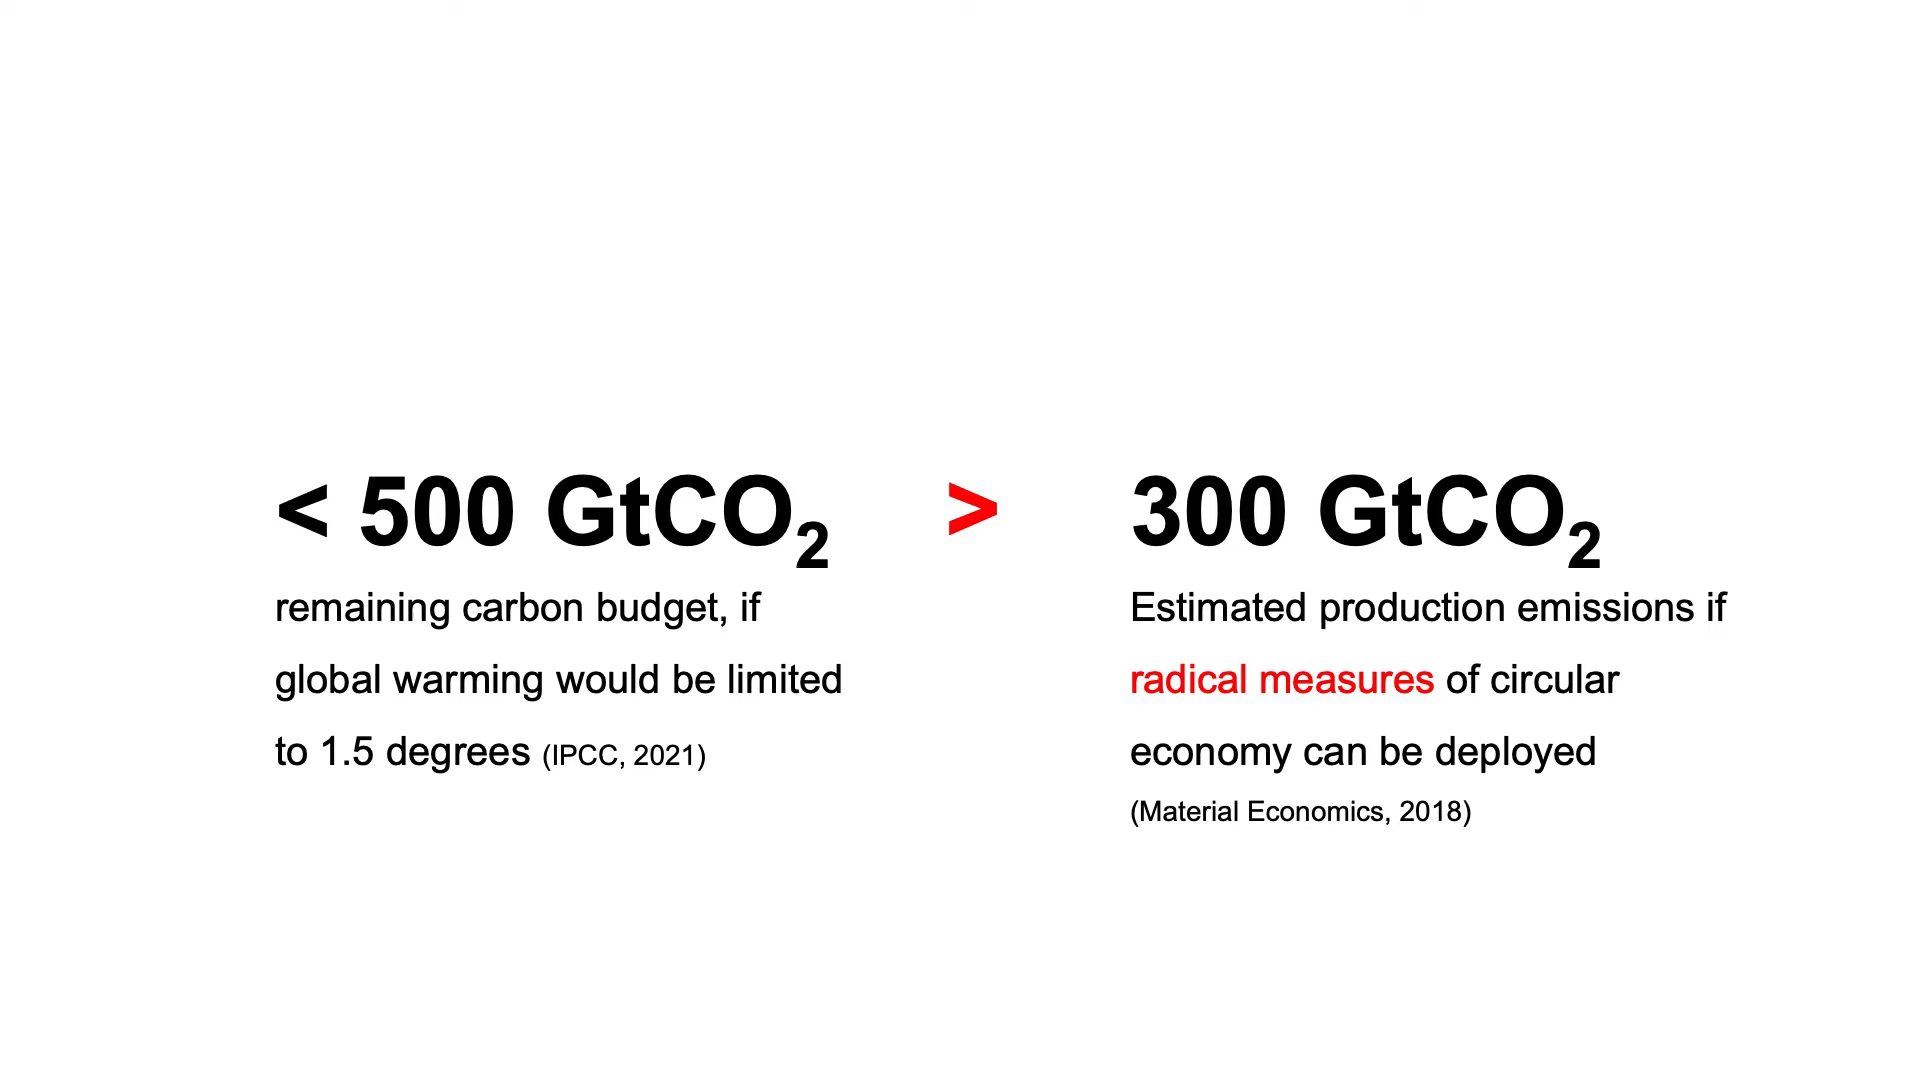 < 500 GtCO₂ > 300 GtCO₂
remaining carbon budget, if
global warming would be limited
to 1.5 degrees (IPCC, 2021)
Estimated production emissions if
radical measures of circular
economy can be deployed
(Material Economics, 2018)